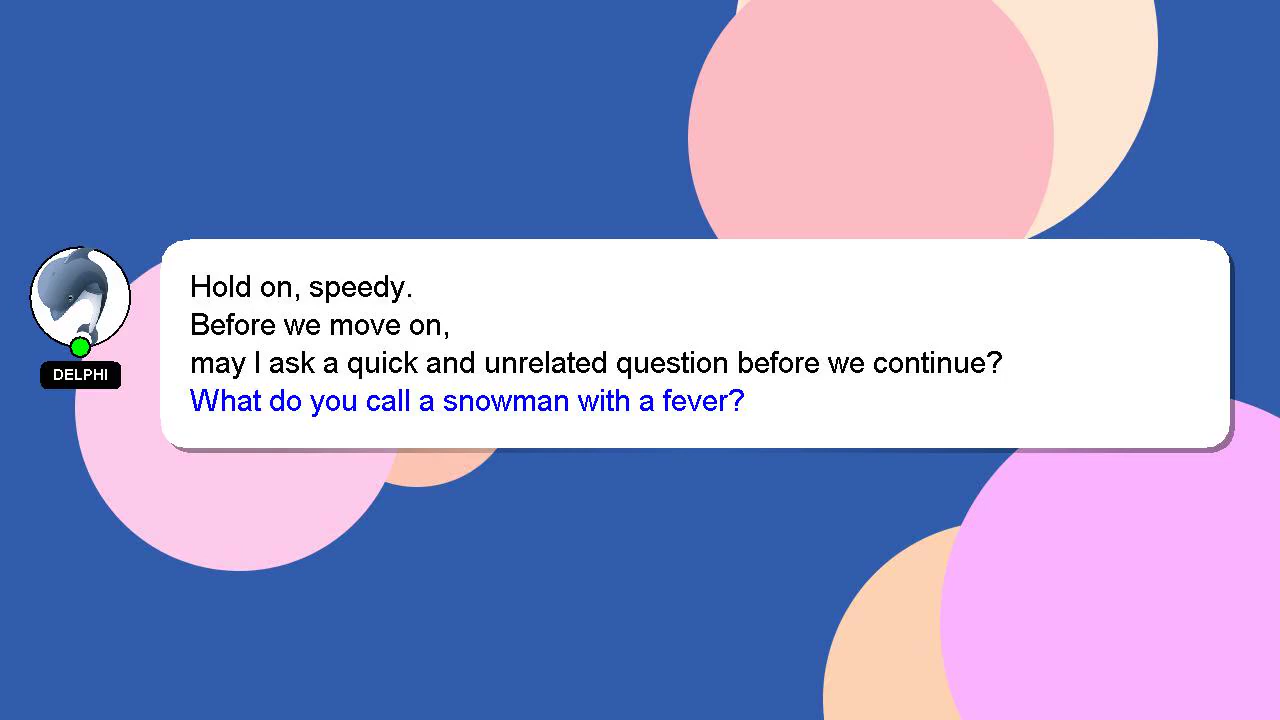 Hold on, speedy.
Before we move on,
may I ask a quick and unrelated question before we continue?
What do you call a snowman with a fever?
DELPHI